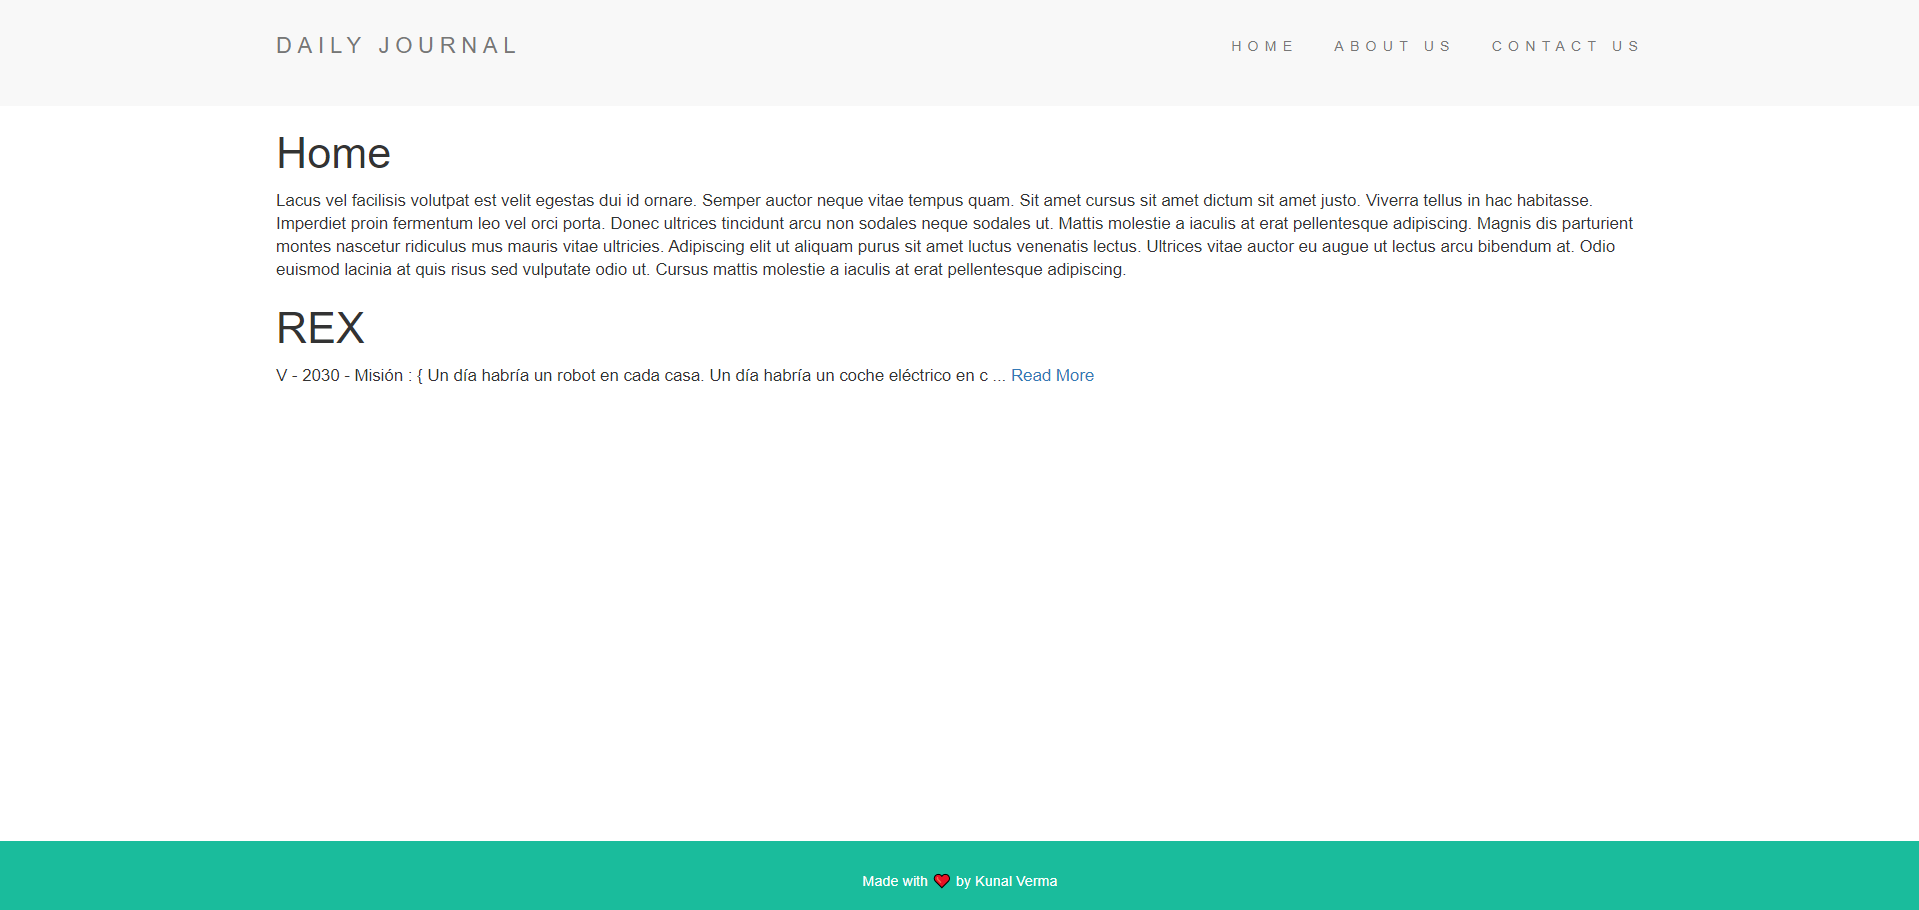 DAILY JOURNAL
HOME ABOUT US CONTACT US
Home
Lacus vel facilisis volutpat est velit egestas dui id ornare. Semper auctor neque vitae tempus quam. Sit amet cursus sit amet dictum sit amet justo. Viverra tellus in hac habitasse.
Imperdiet proin fermentum leo vel orci porta. Donec ultrices tincidunt arcu non sodales neque sodales ut. Mattis molestie a iaculis at erat pellentesque adipiscing. Magnis dis parturient
montes nascetur ridiculus mus mauris vitae ultricies. Adipiscing elit ut aliquam purus sit amet luctus venenatis lectus. Ultrices vitae auctor eu augue ut lectus arcu bibendum at. Odio
euismod lacinia at quis risus sed vulputate odio ut. Cursus mattis molestie a iaculis at erat pellentesque adipiscing.
REX
V - 2030 - Misión : { Un día habría un robot en cada casa. Un día habría un coche eléctrico en c ... Read More
Made with ❤ by Kunal Verma